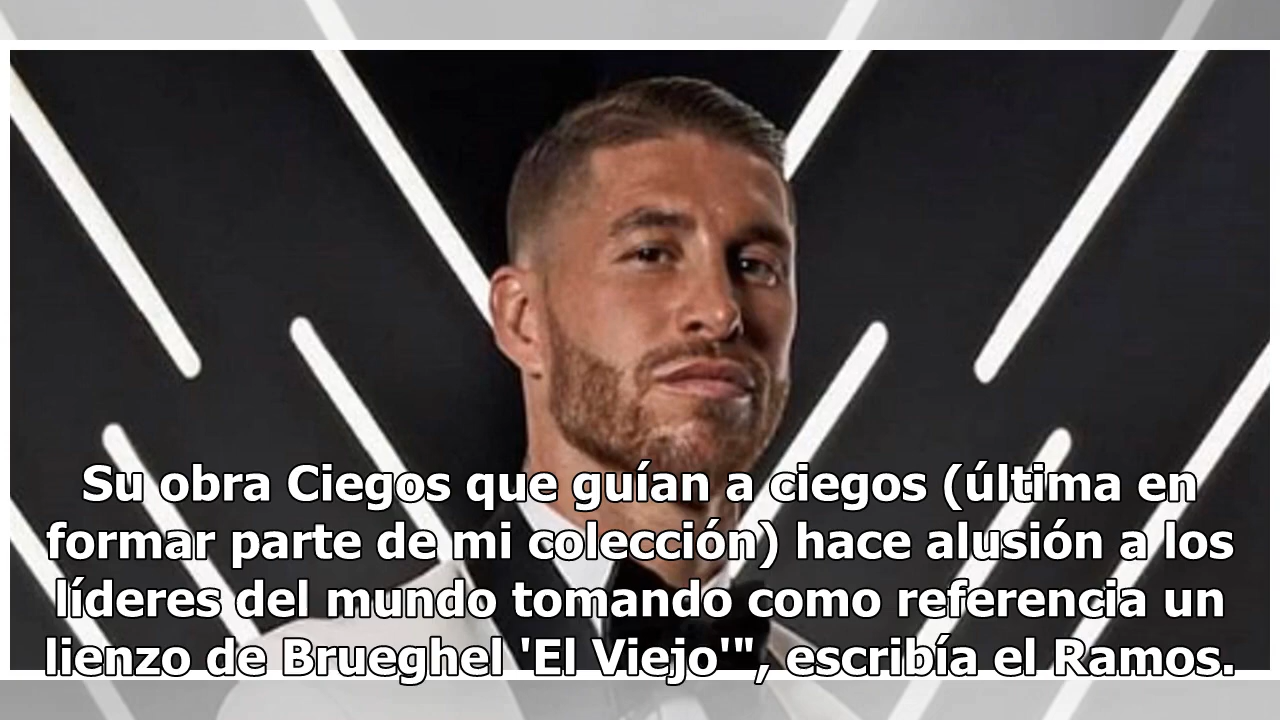 Su obra Ciegos que guían a ciegos (última en
formar parte de mi colección) hace alusión a los
líderes del mundo tomando como referencia un
lienzo de Brueghel 'El Viejo'", escribía el Ramos.